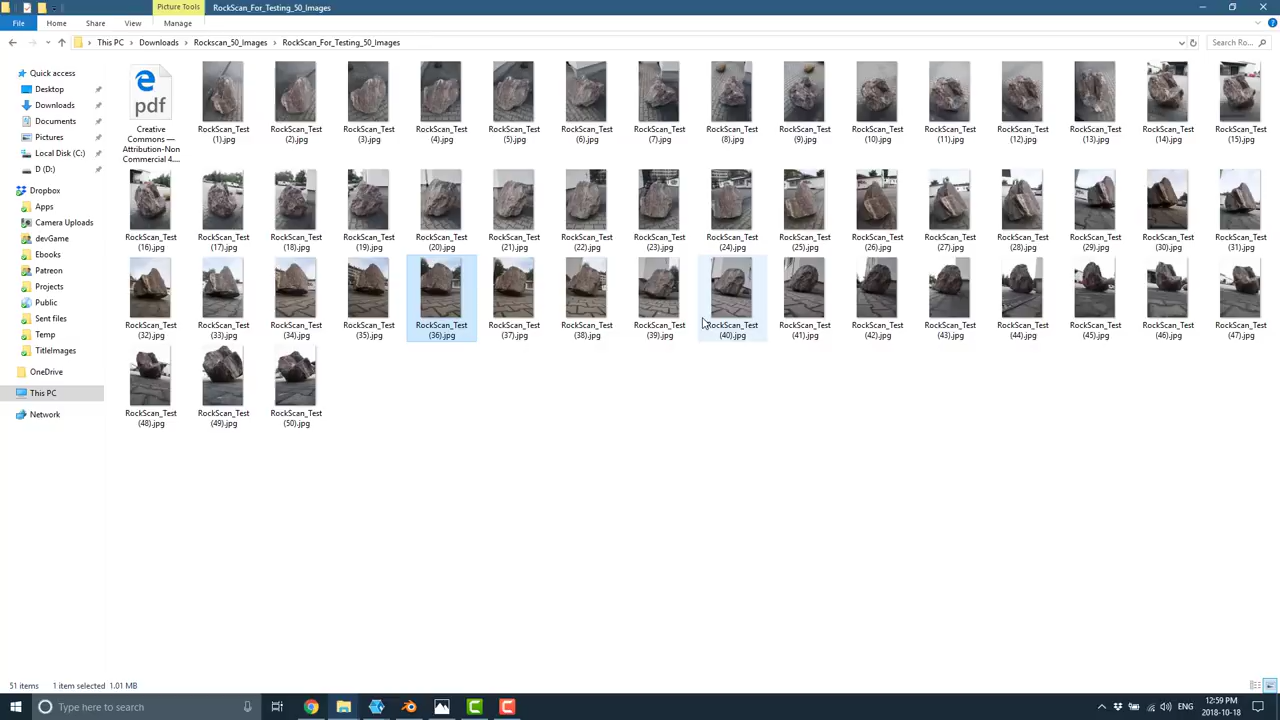 Picture Tools
RockScan_For_Testing_50_Images
File
Home
Share
View
Manage
This PC
Downloads
Rockscan_50_Images
RockScan_For_Testing_50_Images
Search Ro...
Quick access
Desktop
Downloads
Documents
Pictures
Local Disk (C:)
D (D:)
Dropbox
Apps
Camera Uploads
devGame
Ebooks
Patreon
Projects
Public
Sent files
Temp
TitleImages
OneDrive
This PC
Network
pdf
Creative
Commons —
Attribution-Non
Commercial 4....
RockScan_Test
(1).jpg
RockScan_Test
(2).jpg
RockScan_Test
(3).jpg
RockScan_Test
(4).jpg
RockScan_Test
(5).jpg
RockScan_Test
(6).jpg
RockScan_Test
(7).jpg
RockScan_Test
(8).jpg
RockScan_Test
(9).jpg
RockScan_Test
(10).jpg
RockScan_Test
(11).jpg
RockScan_Test
(12).jpg
RockScan_Test
(13).jpg
RockScan_Test
(14).jpg
RockScan_Test
(15).jpg
RockScan_Test
(16).jpg
RockScan_Test
(17).jpg
RockScan_Test
(18).jpg
RockScan_Test
(19).jpg
RockScan_Test
(20).jpg
RockScan_Test
(21).jpg
RockScan_Test
(22).jpg
RockScan_Test
(23).jpg
RockScan_Test
(24).jpg
RockScan_Test
(25).jpg
RockScan_Test
(26).jpg
RockScan_Test
(27).jpg
RockScan_Test
(28).jpg
RockScan_Test
(29).jpg
RockScan_Test
(30).jpg
RockScan_Test
(31).jpg
RockScan_Test
(32).jpg
RockScan_Test
(33).jpg
RockScan_Test
(34).jpg
RockScan_Test
(35).jpg
RockScan_Test
(36).jpg
RockScan_Test
(37).jpg
RockScan_Test
(38).jpg
RockScan_Test
(39).jpg
RockScan_Test
(40).jpg
RockScan_Test
(41).jpg
RockScan_Test
(42).jpg
RockScan_Test
(43).jpg
RockScan_Test
(44).jpg
RockScan_Test
(45).jpg
RockScan_Test
(46).jpg
RockScan_Test
(47).jpg
RockScan_Test
(48).jpg
RockScan_Test
(49).jpg
RockScan_Test
(50).jpg
51 items
1 item selected 1.01 MB
Type here to search
ENG
12:59 PM
2018-10-18